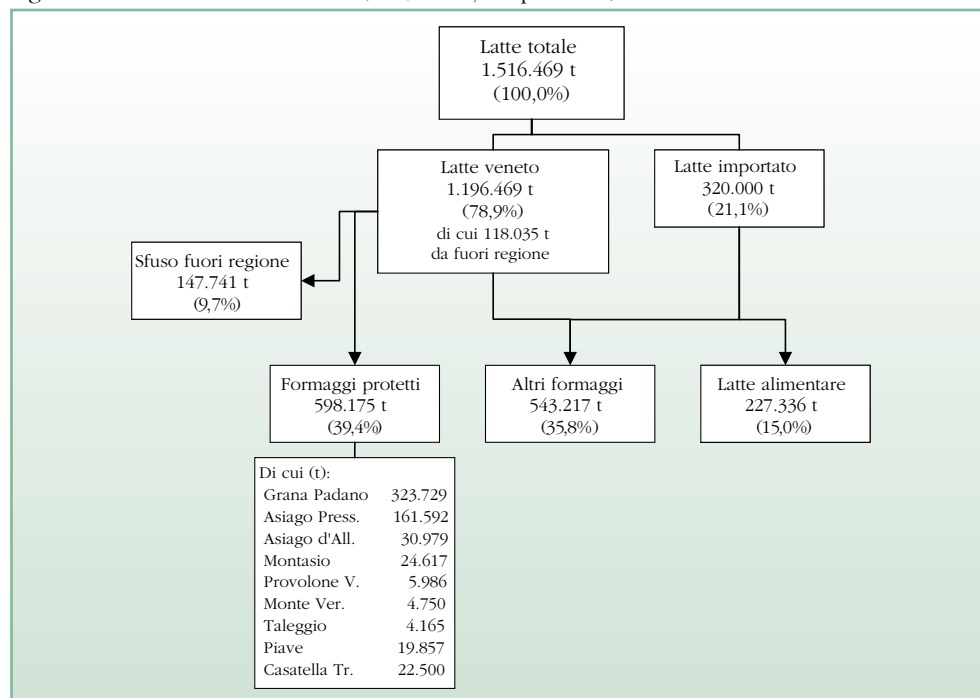 Latte totale
1.516.469 t
(100,0%)
Latte veneto
1.196.469 t
(78,9%)
di cui 118.035 t
da fuori regione
Latte importato
320.000 t
(21,1%)
Sfuso fuori regione
147.741 t
(9,7%)
Formaggi protetti
598.175 t
(39,4%)
Altri formaggi
543.217 t
(35,8%)
Latte alimentare
227.336 t
(15,0%)
Di cui (t):
Grana Padano 323.729
Asiago Press. 161.592
Asiago d'All. 30.979
Montasio 24.617
Provolone V. 5.986
Monte Ver. 4.750
Taleggio 4.165
Piave 19.857
Casatella Tr. 22.500